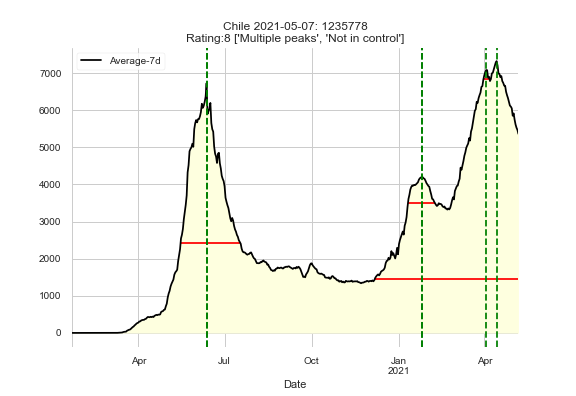 Chile 2021-05-07: 1235778
Rating:8 ['Multiple peaks', 'Not in control']
Average-7d
7000
6000
5000
4000
3000
2000
1000
0
Apr Jul Oct Jan Apr
2021
Date